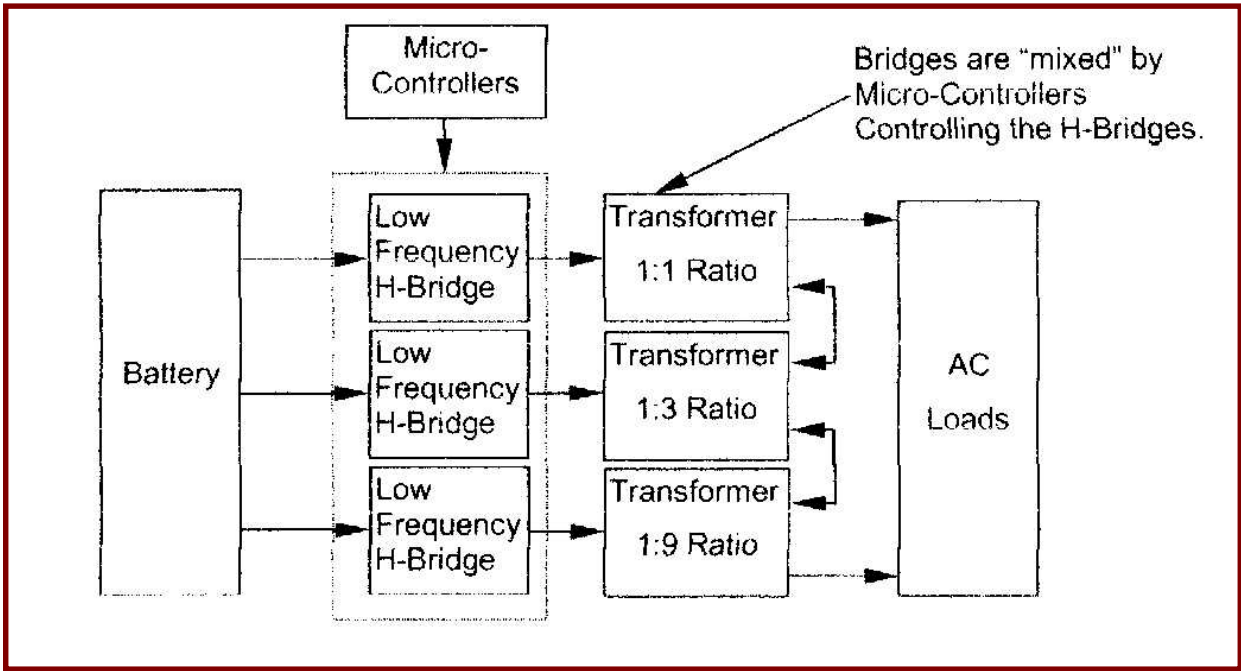 Micro-
Controllers
Bridges are "mixed" by
Micro-Controllers
Controlling the H-Bridges.
Battery
Low
Frequency
H-Bridge
Transformer
1:1 Ratio
Low
Frequency
H-Bridge
Transformer
1:3 Ratio
Low
Frequency
H-Bridge
Transformer
1:9 Ratio
AC
Loads